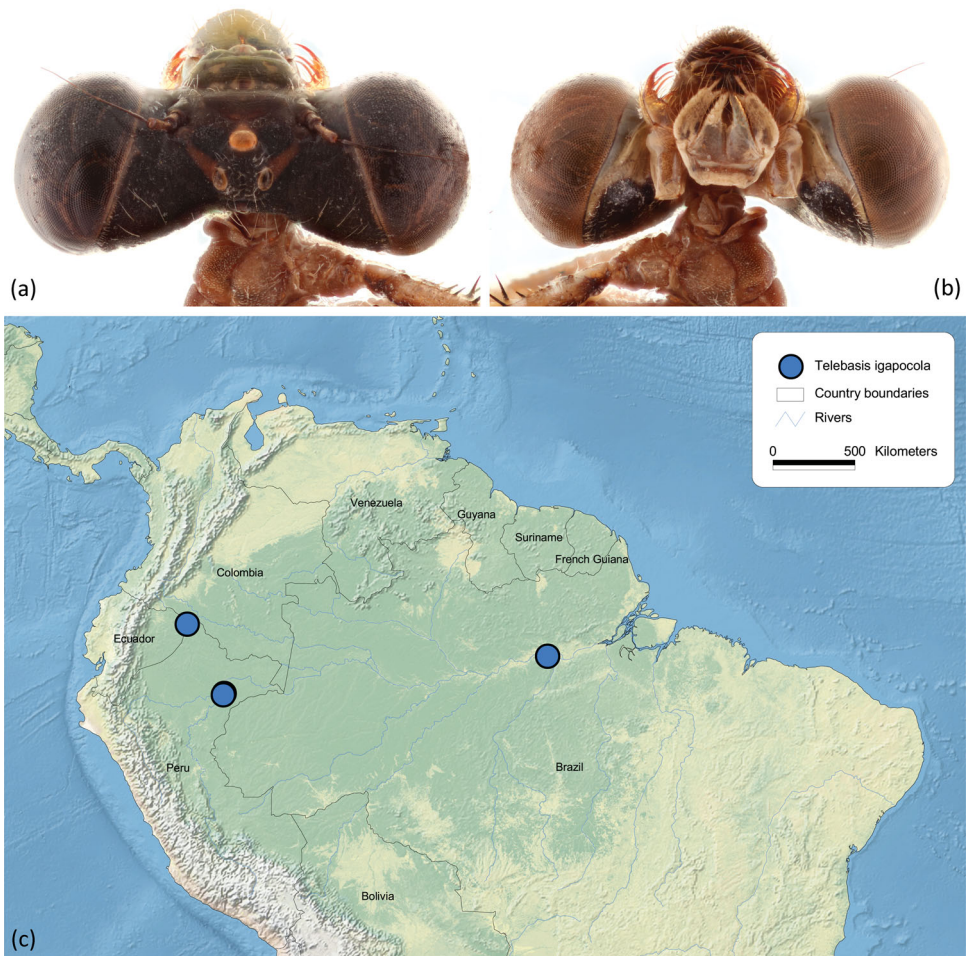 (a)
(b)
Telebasis igapocola
Country boundaries
Rivers
0 500 Kilometers
Venezuela
Guyana
Suriname
French Guiana
Colombia
Ecuador
Peru
Brazil
Bolivia
(c)